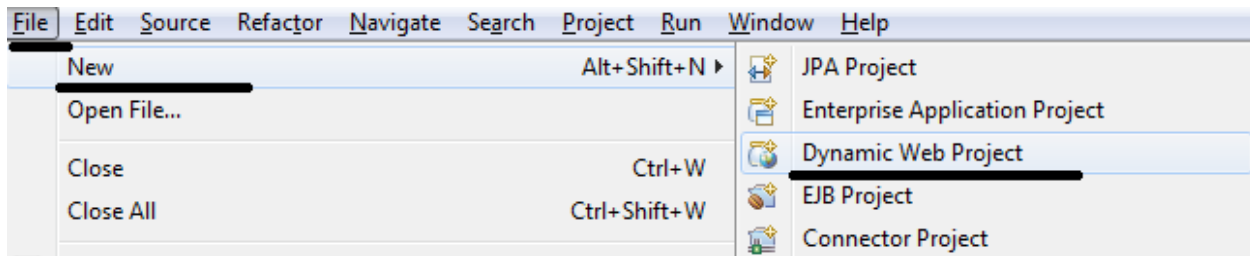 File Edit Source Refactor Navigate Search Project Run Window Help
New Alt+Shift+N
Open File...
Close Ctrl+W
Close All Ctrl+Shift+W
JPA Project
Enterprise Application Project
Dynamic Web Project
EJB Project
Connector Project